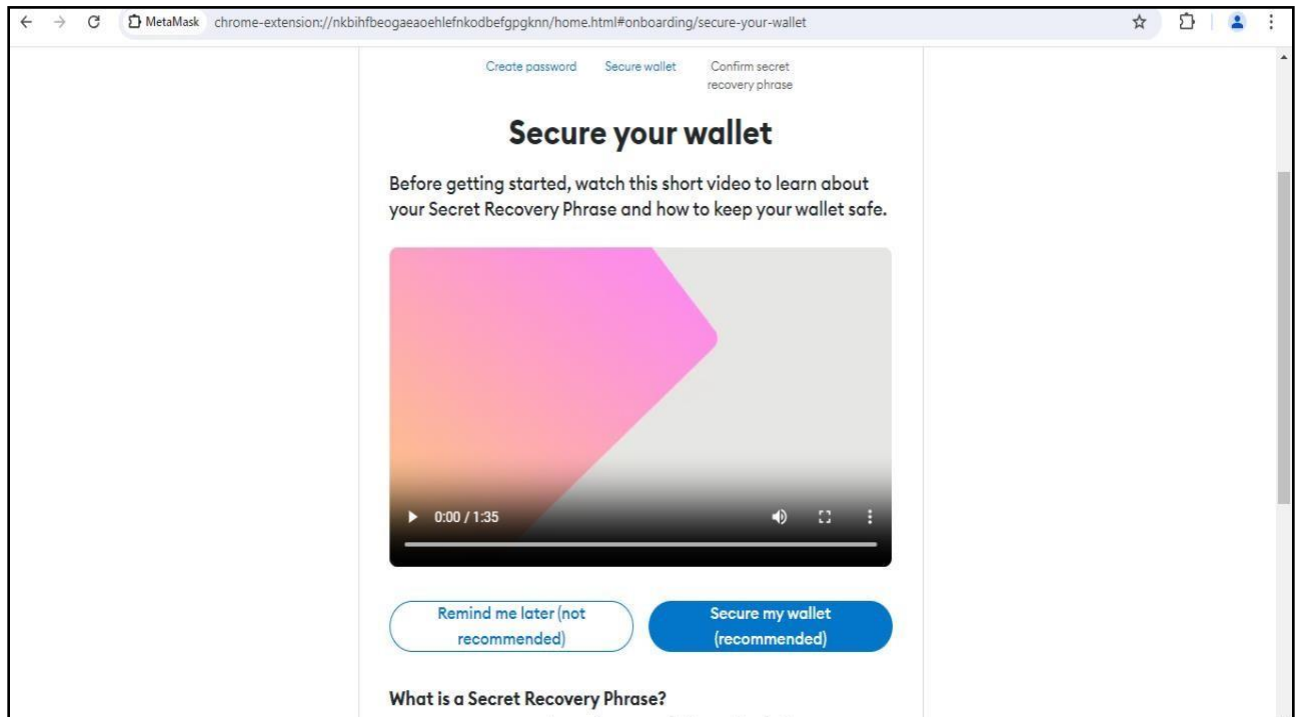 MetaMask chrome-extension://nkbihfbeogaeaoehlefnkodbefgpgknn/home.html#onboarding/secure-your-wallet
Create password Secure wallet Confirm secret
recovery phrase
Secure your wallet
Before getting started, watch this short video to learn about
your Secret Recovery Phrase and how to keep your wallet safe.
0:00 / 1:35
Remind me later (not
recommended)
Secure my wallet
(recommended)
What is a Secret Recovery Phrase?